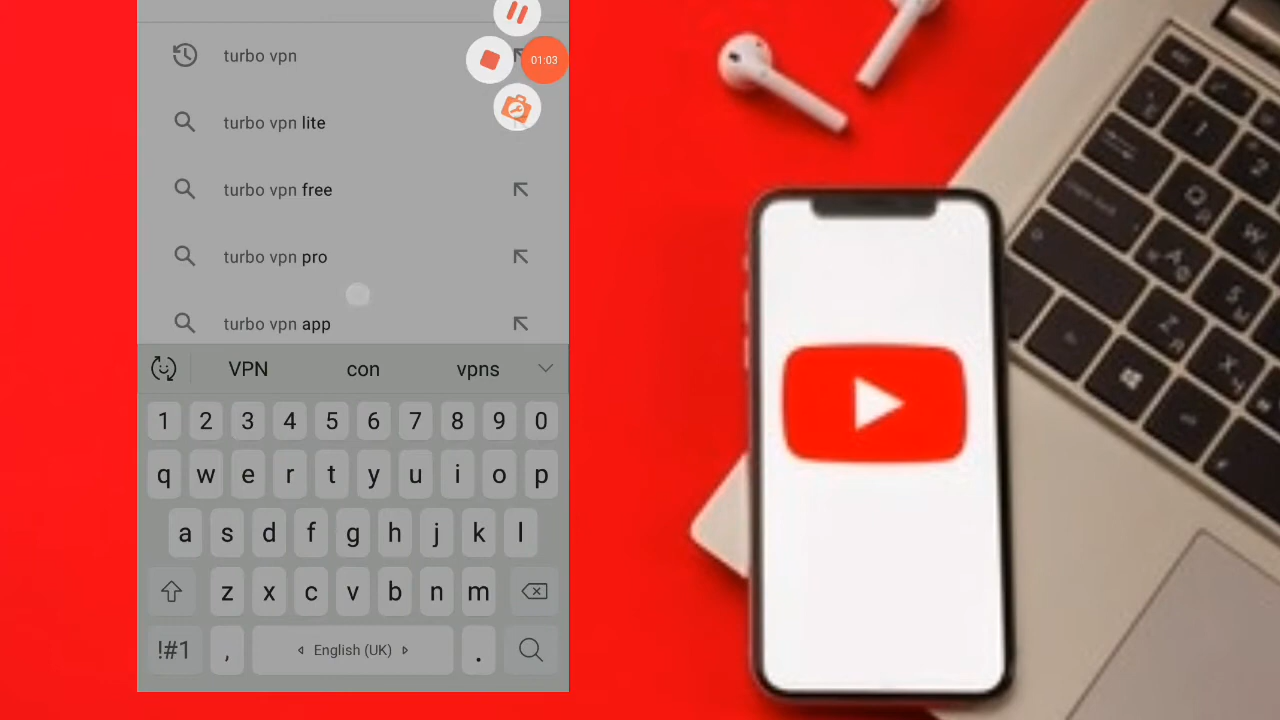 turbo vpn
01:03
turbo vpn lite
turbo vpn free
turbo vpn pro
turbo vpn app
VPN con vpns
1 2 3 4 5 6 7 8 9 0
q w e r t y u i o p
a s d f g h j k l
z x c v b n m
!#1 , English (UK) .